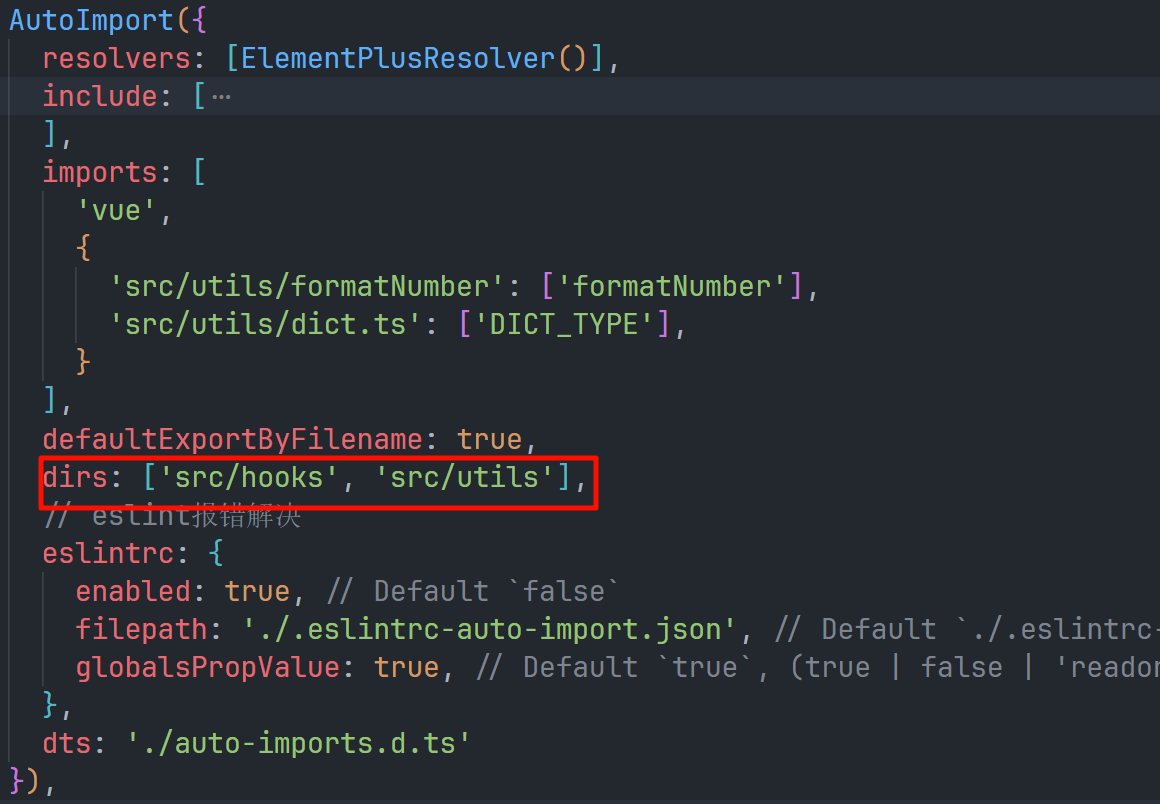 AutoImport({
resolvers: [ElementPlusResolver()],
include: [⋯
],
imports: [
'vue',
{
'src/utils/formatNumber': ['formatNumber'],
'src/utils/dict.ts': ['DICT_TYPE'],
}
],
defaultExportByFilename: true,
dirs: ['src/hooks', 'src/utils'],
// eslint报错解决
eslintrc: {
enabled: true, // Default `false`
filepath: './.eslintrc-auto-import.json', // Default `./.eslintrc-
globalsPropValue: true, // Default `true`, (true | false | 'reador
},
dts: './auto-imports.d.ts'
}),